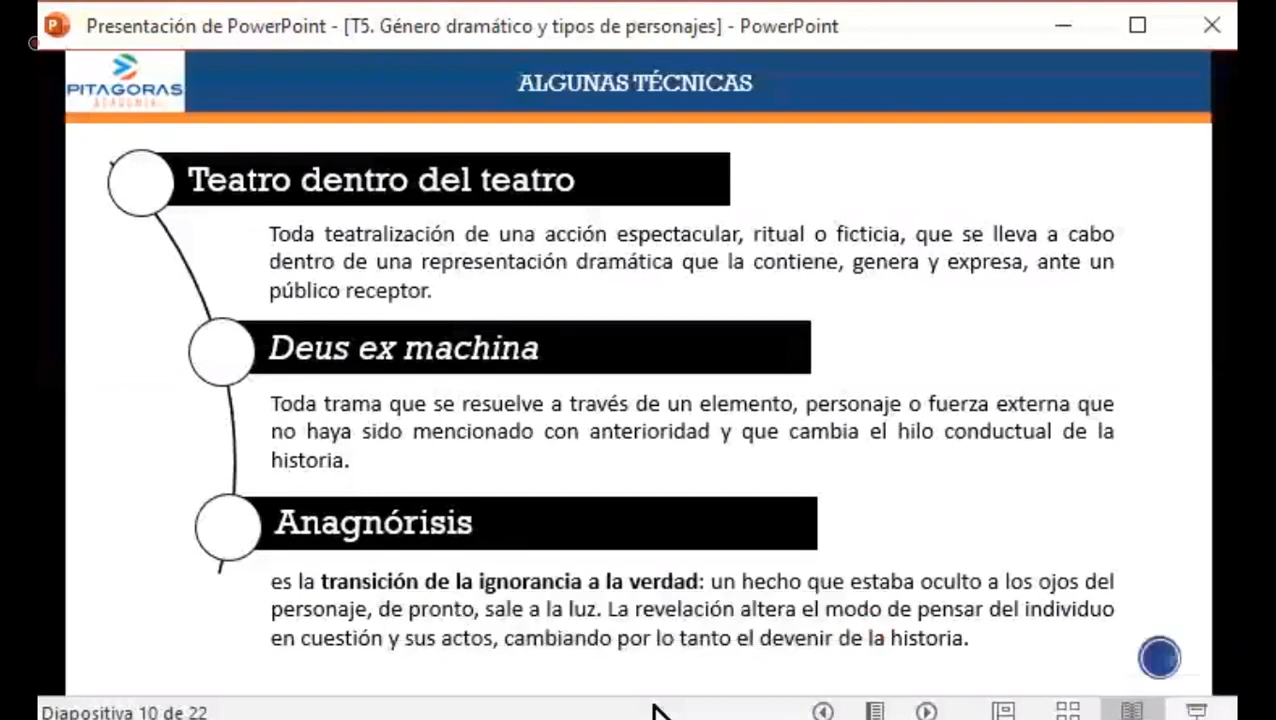 Presentación de PowerPoint - [T5. Género dramático y tipos de personajes] - PowerPoint
PITAGORAS
ACADEMIA
ALGUNAS TÉCNICAS
Teatro dentro del teatro
Toda teatralización de una acción espectacular, ritual o ficticia, que se lleva a cabo
dentro de una representación dramática que la contiene, genera y expresa, ante un
público receptor.
Deus ex machina
Toda trama que se resuelve a través de un elemento, personaje o fuerza externa que
no haya sido mencionado con anterioridad y que cambia el hilo conductual de la
historia.
Anagnórisis
es la transición de la ignorancia a la verdad: un hecho que estaba oculto a los ojos del
personaje, de pronto, sale a la luz. La revelación altera el modo de pensar del individuo
en cuestión y sus actos, cambiando por lo tanto el devenir de la historia.
Diapositiva 10 de 22